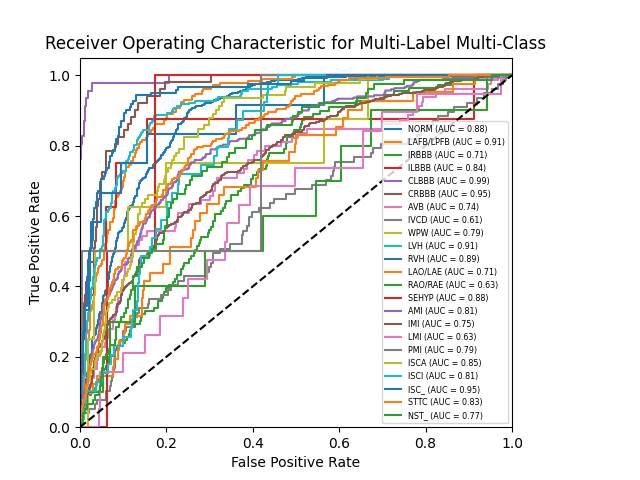 Receiver Operating Characteristic for Multi-Label Multi-Class
1.0
0.8
0.6
0.4
0.2
0.0
True Positive Rate
NORM (AUC = 0.88)
LAFB/LPFB (AUC = 0.91)
IRBBB (AUC = 0.71)
ILBBB (AUC = 0.84)
CLBBB (AUC = 0.99)
CRBBB (AUC = 0.95)
AVB (AUC = 0.74)
IVCD (AUC = 0.61)
WPW (AUC = 0.79)
LVH (AUC = 0.91)
RVH (AUC = 0.89)
LAO/LAE (AUC = 0.71)
RAO/RAE (AUC = 0.63)
SEHYP (AUC = 0.88)
AMI (AUC = 0.81)
IMI (AUC = 0.75)
LMI (AUC = 0.63)
PMI (AUC = 0.79)
ISCA (AUC = 0.85)
ISCI (AUC = 0.81)
ISC_ (AUC = 0.95)
STTC (AUC = 0.83)
NST_ (AUC = 0.77)
0.0 0.2 0.4 0.6 0.8 1.0
False Positive Rate